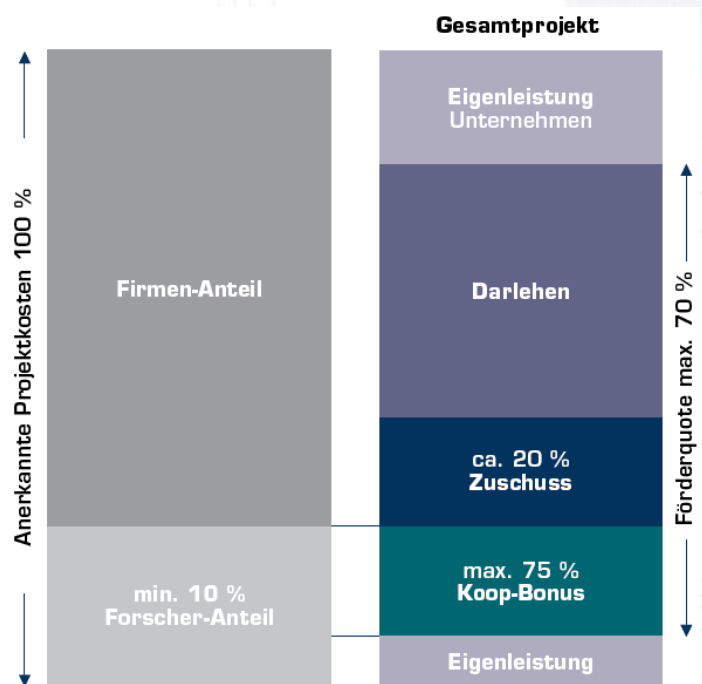 Gesamtprojekt
Anerkannte Projektkosten 100 %
Firmen-Anteil
min. 10 %
Forscher-Anteil
Eigenleistung
Unternehmen
Darlehen
ca. 20 %
Zuschuss
max. 75 %
Koop-Bonus
Eigenleistung
Förderquote max. 70 %